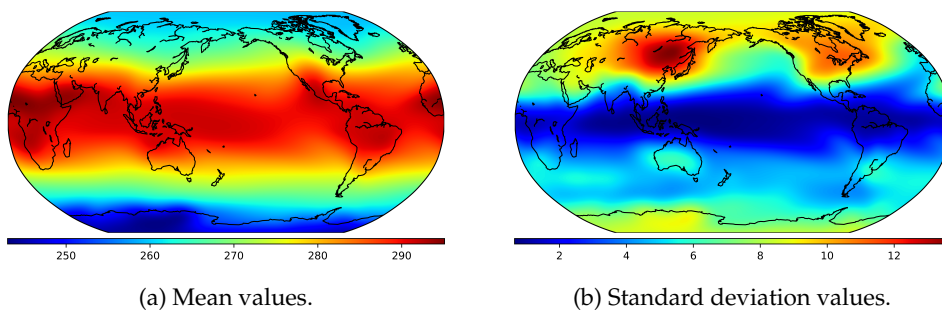 250 260 270 280 290
2 4 6 8 10 12
(a) Mean values.
(b) Standard deviation values.